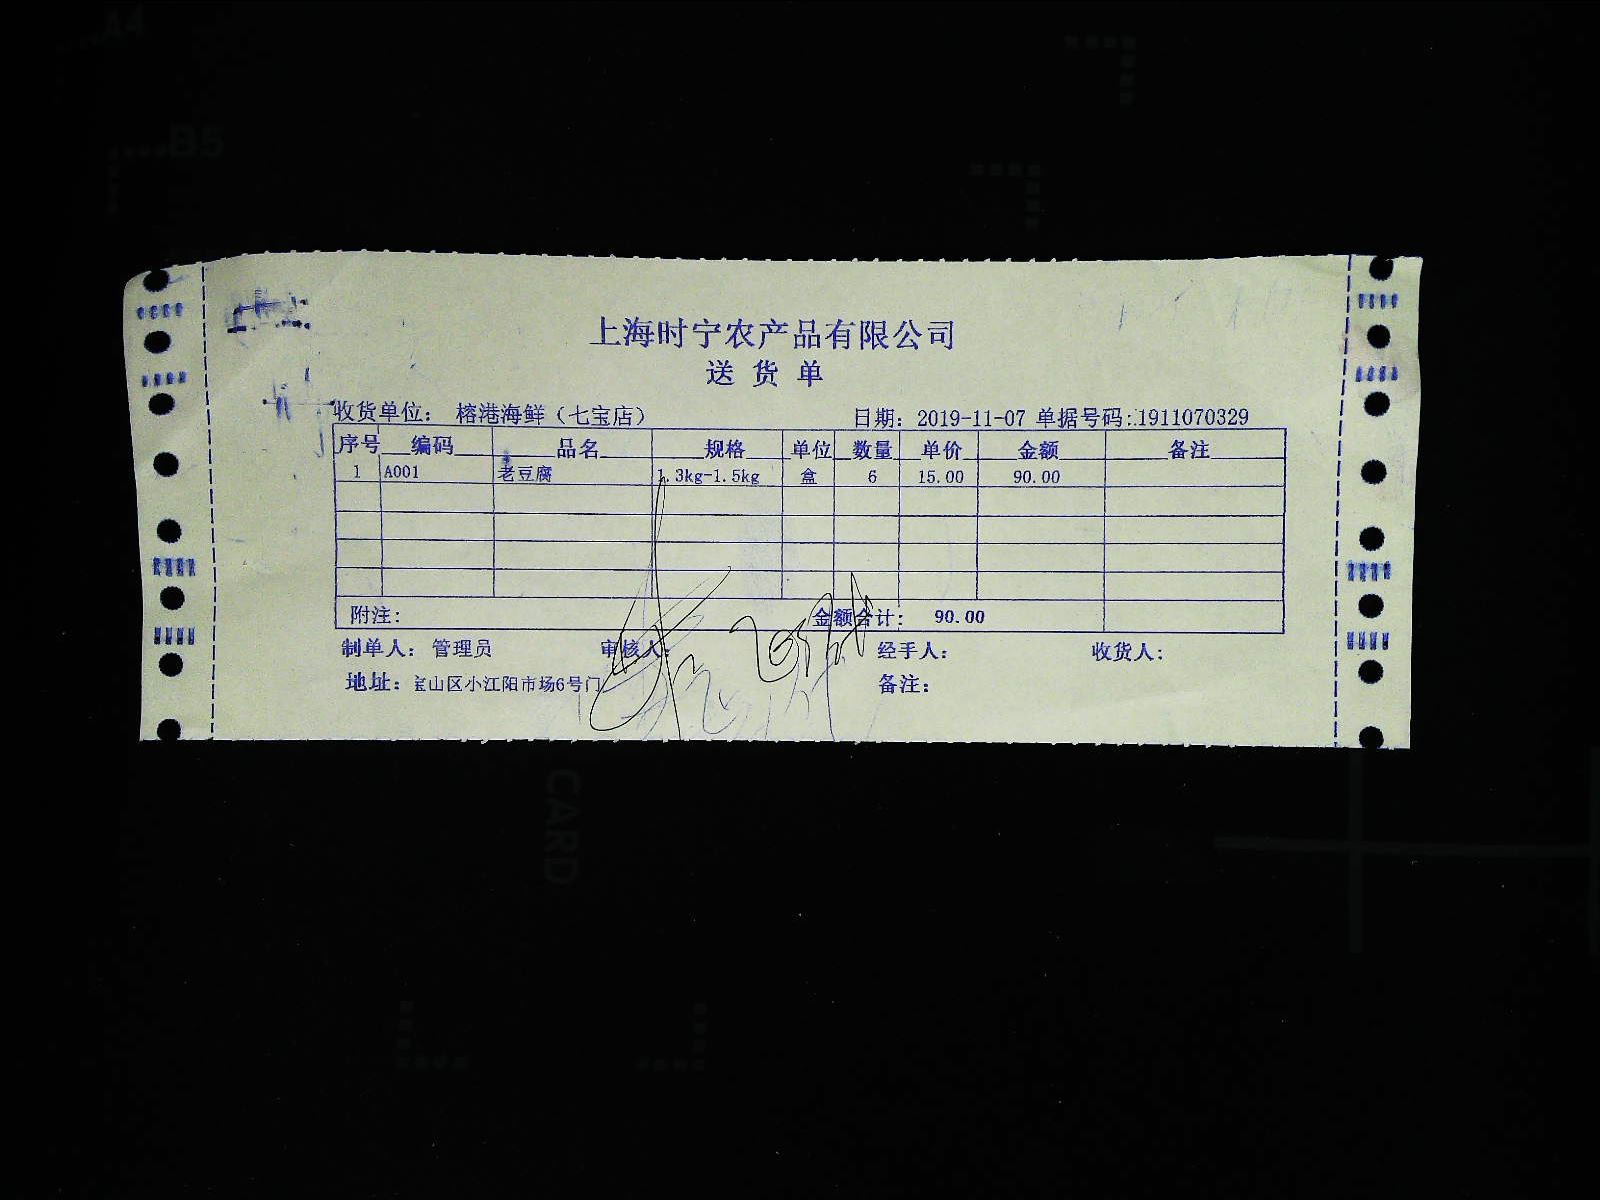 上海时宁农产品有限公司
送货单
收货单位： 榕港海鲜（七宝店） 日期：2019-11-07 单据号码:1911070329
序号 编码 品名 规格 单位 数量 单价 金额 备注
1 A001 老豆腐 1.3kg-1.5kg 盒 6 15.00 90.00
附注： 金额合计： 90.00
制单人：管理员 审核人： 经手人： 收货人：
地址：宝山区小江阳市场6号门 备注：
A4
B5
CARD